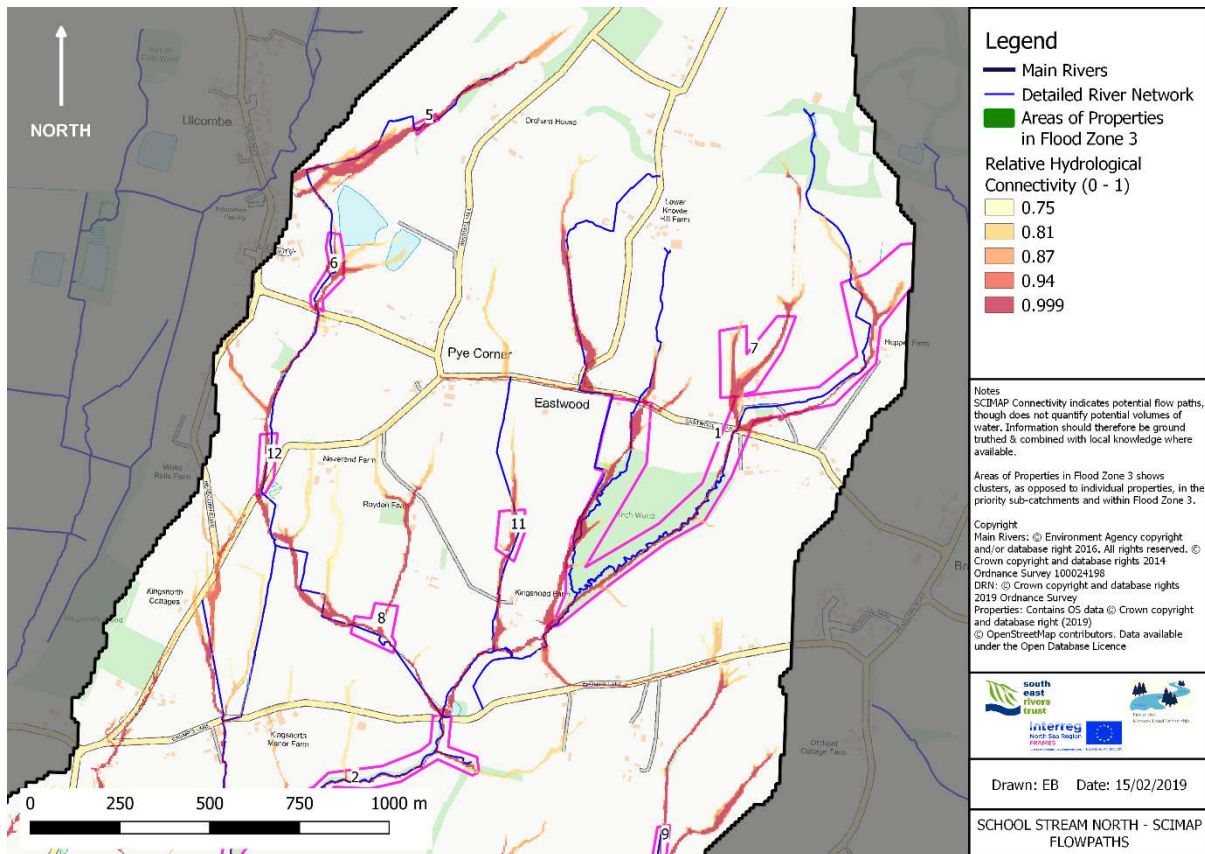 NORTH
Ulcombe
5
Orchard House
6
Lower
Knowle
Hill Farm
Pye Corner
7
Eastwood
1
12
Neverend Farm
Roydon Farm
11
Kingsnorth
Cottages
8
Kingsnoad Farm
Kingsnorth
Manor Farm
2
Orchard
Cottage Farm
9
0 250 500 750 1000 m
Legend
Main Rivers
Detailed River Network
Areas of Properties
in Flood Zone 3
Relative Hydrological
Connectivity (0 - 1)
0.75
0.81
0.87
0.94
0.999
Notes
SCIMAP Connectivity indicates potential flow paths,
though does not quantify potential volumes of
water. Information should therefore be ground
truthed & combined with local knowledge where
available.
Areas of Properties in Flood Zone 3 shows
clusters, as opposed to individual properties, in the
priority sub-catchments and within Flood Zone 3.
Copyright
Main Rivers: © Environment Agency copyright
and/or database right 2016. All rights reserved. ©
Crown copyright and database rights 2014
Ordnance Survey 100024198
DRN: © Crown copyright and database rights
2019 Ordnance Survey
Properties: Contains OS data © Crown copyright
and database right (2019)
© OpenStreetMap contributors. Data available
under the Open Database Licence
south
east
rivers
trust
Interreg
North Sea Region
FRAMES
Drawn: EB Date: 15/02/2019
SCHOOL STREAM NORTH - SCIMAP
FLOWPATHS